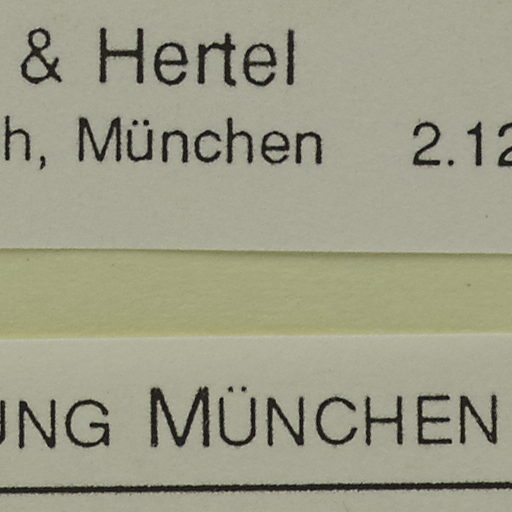 & Hertel
h, München 2.12
UNG MÜNCHEN